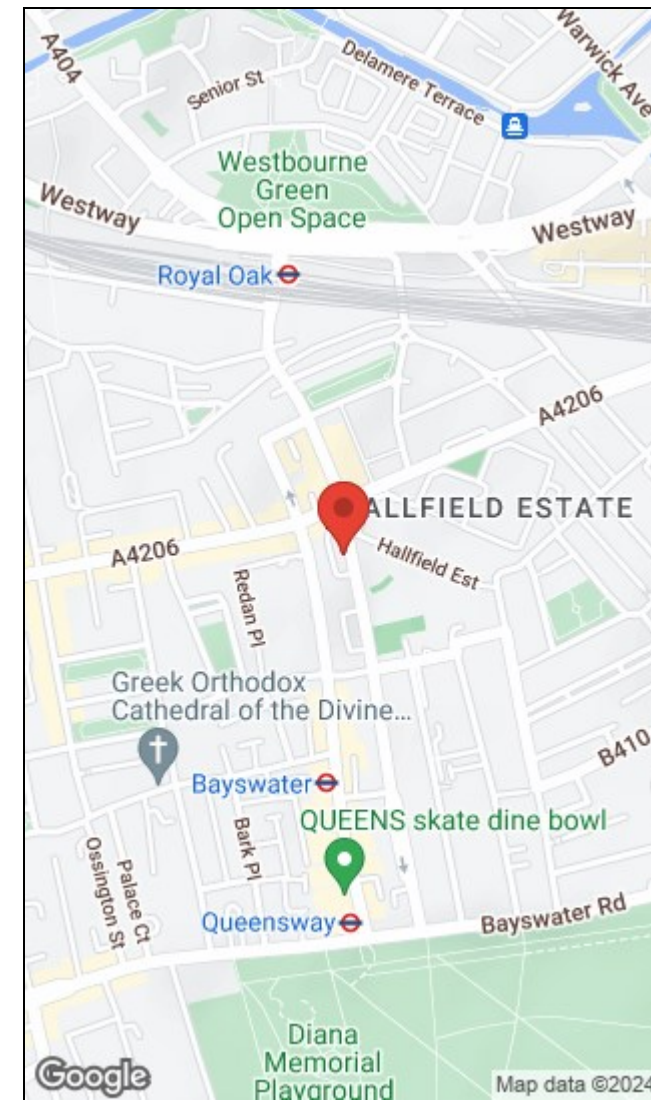 A404
Senior St
Delamere Terrace
Warwick Ave
Westbourne
Green
Open Space
Westway
Westway
Royal Oak
A4206
ALLFIELD ESTATE
A4206
Hallfield Est
Redan Pl
Greek Orthodox
Cathedral of the Divine...
B410
Bayswater
QUEENS skate dine bowl
Bark Pl
Palace Ct
Ossington St
Queensway
Bayswater Rd
Diana
Memorial
Playground
Google
Map data ©2024